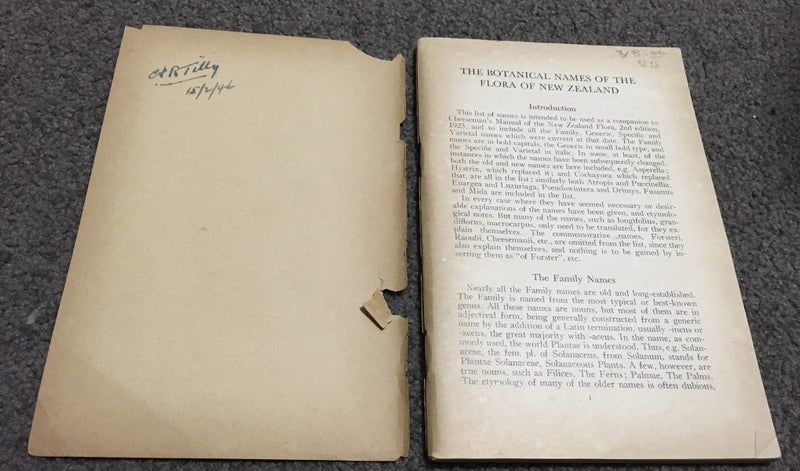 C R Tilly
15/2/46
THE BOTANICAL NAMES OF THE
FLORA OF NEW ZEALAND
Introduction
This list of names is intended to be used as a companion to
Cheeseman's Manual of the New Zealand Flora, 2nd edition,
1925, and to include all the Family, Generic, Specific and
Varietal names which were current at that date. The Family
names are in bold capitals, the Generic in small bold type, and
the Specific and Varietal in italic. In some, at least, of the
instances in which the names have been subsequently changed,
both the old and new names are here included, e.g. Asperella;
Hystrix, which replaced it; and Cockaynea which replaced
that, are all in the list; similarly both Atropis and Puccinellia,
Enargea and Luzuriaga, Pseudowintera and Drimys, Fusanus
and Mida are included in the list.
In every case where they have seemed necessary or desir-
able explanations of the names have been given, and etymolo-
gical notes. But many of the names, such as longifolius, gran-
diflorus, macrocarpus, only need to be translated, for they ex-
plain themselves. The commemorative names, Forsteri,
Raoulii, Cheesemanii, etc., are omitted from the list, since they
also explain themselves, and nothing is to be gained by in-
serting them as "of Forster", etc.
The Family Names
Nearly all the Family names are old and long-established.
The Family is named from the most typical or best-known
genus. All these names are nouns, but most of them are in
adjectival form, being generally constructed from a generic
name by the addition of a Latin termination, usually -ineus or
-aceus, the great majority with -aceus. In the name, as com-
monly used, the world Plantae is understood. Thus, e.g. Solan-
aceae, the fem. pl. of Solanaceus, from Solanum, stands for
Plantae Solanaceae, Solanaceous Plants. A few, however, are
true nouns, such as Filices, The Ferns; Palmae, The Palms.
The etymology of many of the older names is often dubious,
1